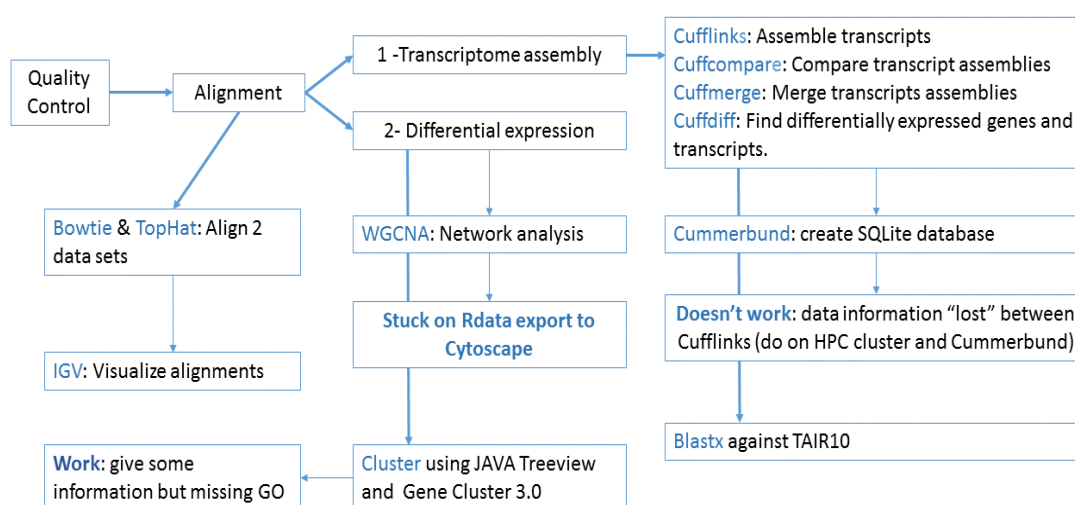 Quality
Control
Alignment
1 -Transcriptome assembly
2- Differential expression
Cufflinks: Assemble transcripts
Cuffcompare: Compare transcript assemblies
Cuffmerge: Merge transcripts assemblies
Cuffdiff: Find differentially expressed genes and
transcripts.
Bowtie & TopHat: Align 2
data sets
WGCNA: Network analysis
Cummerbund: create SQLite database
Stuck on Rdata export to
Cytoscape
Doesn’t work: data information “lost” between
Cufflinks (do on HPC cluster and Cummerbund)
IGV: Visualize alignments
Blastx against TAIR10
Work: give some
information but missing GO
Cluster using JAVA Treeview
and Gene Cluster 3.0